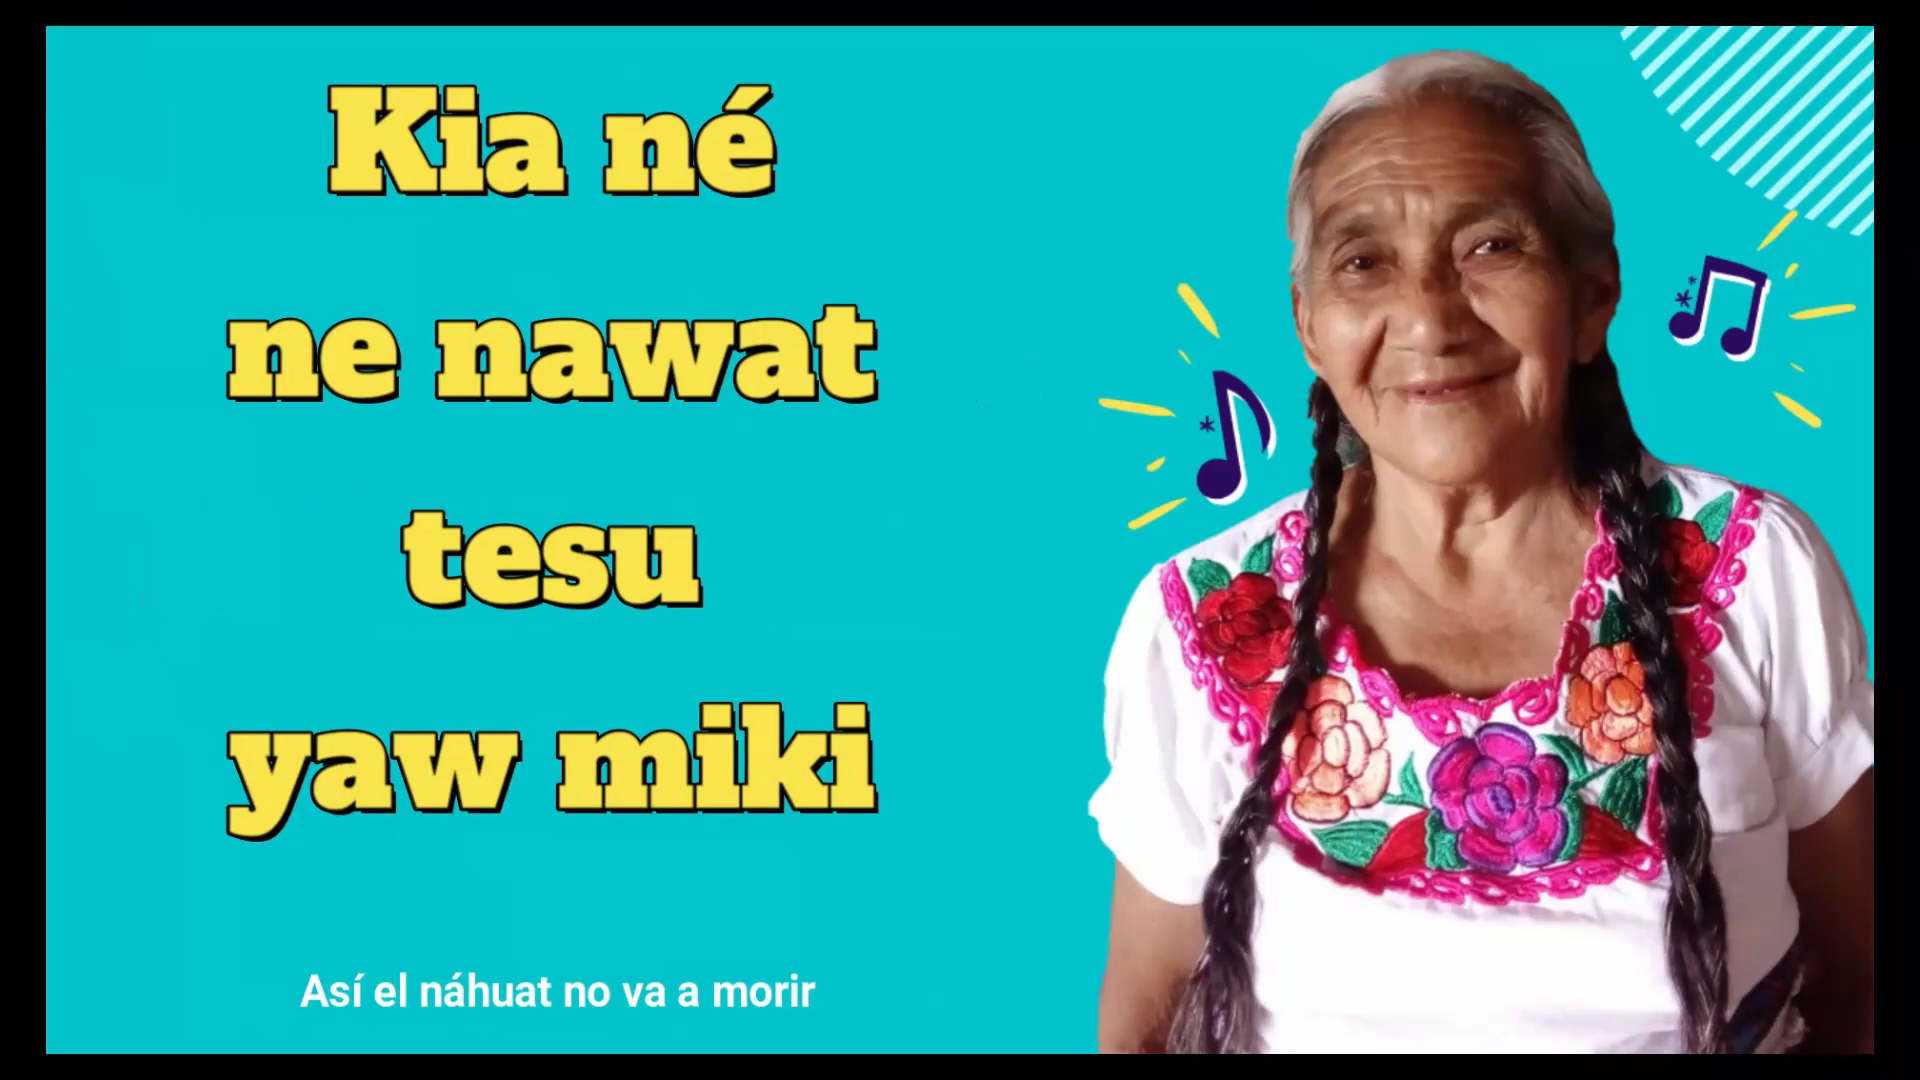 Kia né
ne nawat
tesu
yaw miki
Así el náhuat no va a morir